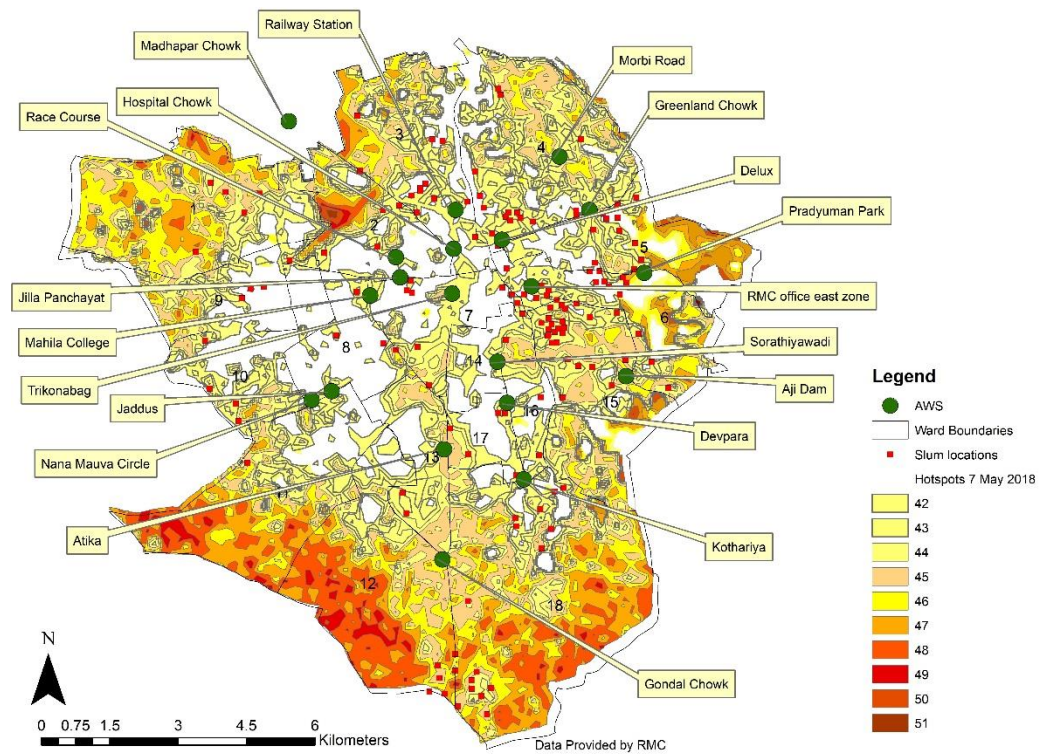 Railway Station
Madhapar Chowk
Morbi Road
Hospital Chowk
Greenland Chowk
Race Course
3
4
Delux
Pradyuman Park
2
5
Jilla Panchayat
9
RMC office east zone
7
6
Mahila College
8
Sorathiyawadi
14
Trikonabag
10
Aji Dam
Jaddus
16
15
Devpara
Nana Mauva Circle
17
13
11
Atika
Kothariya
12
18
Gondal Chowk
Legend
AWS
Ward Boundaries
Slum locations
Hotspots 7 May 2018
42
43
44
45
46
47
48
49
50
51
N
0 0.75 1.5 3 4.5 6
Kilometers
Data Provided by RMC